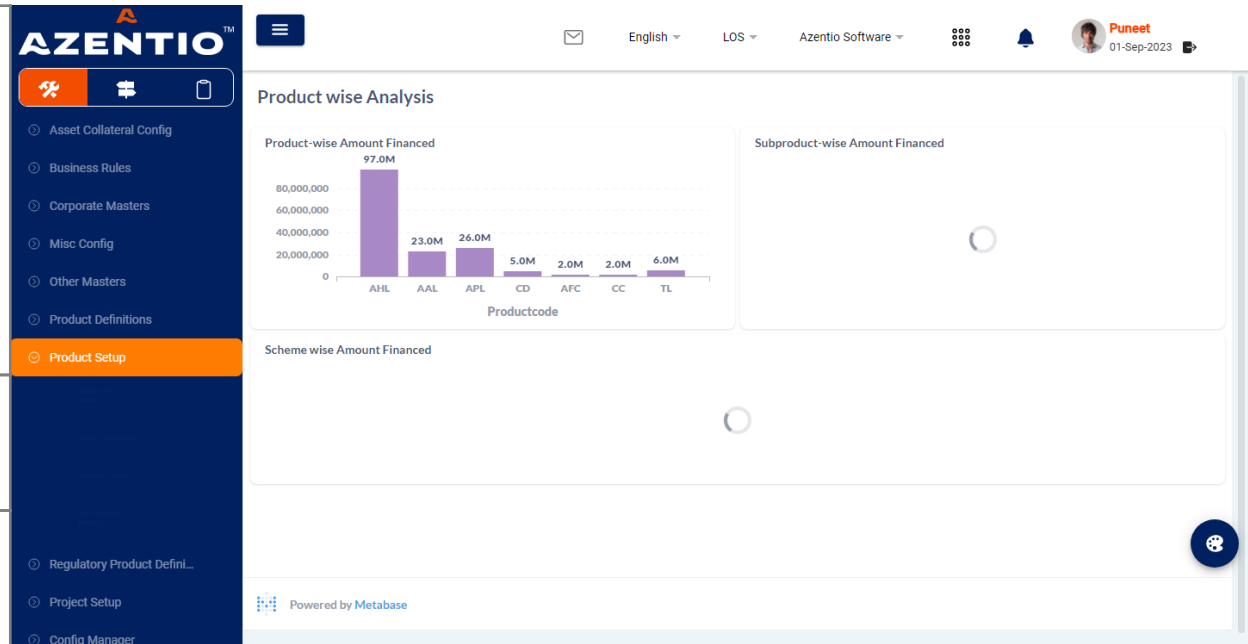 AZENTIO™
English
LOS
Azentio Software
Puneet
01-Sep-2023
Asset Collateral Config
Business Rules
Corporate Masters
Misc Config
Other Masters
Product Definitions
Product Setup
Regulatory Product Defini...
Project Setup
Config Manager
Product wise Analysis
Product-wise Amount Financed
97.0M
80,000,000
60,000,000
40,000,000
20,000,000
0
23.0M
26.0M
5.0M
2.0M
2.0M
6.0M
AHL
AAL
APL
CD
AFC
CC
TL
Productcode
Subproduct-wise Amount Financed
Scheme wise Amount Financed
Powered by Metabase